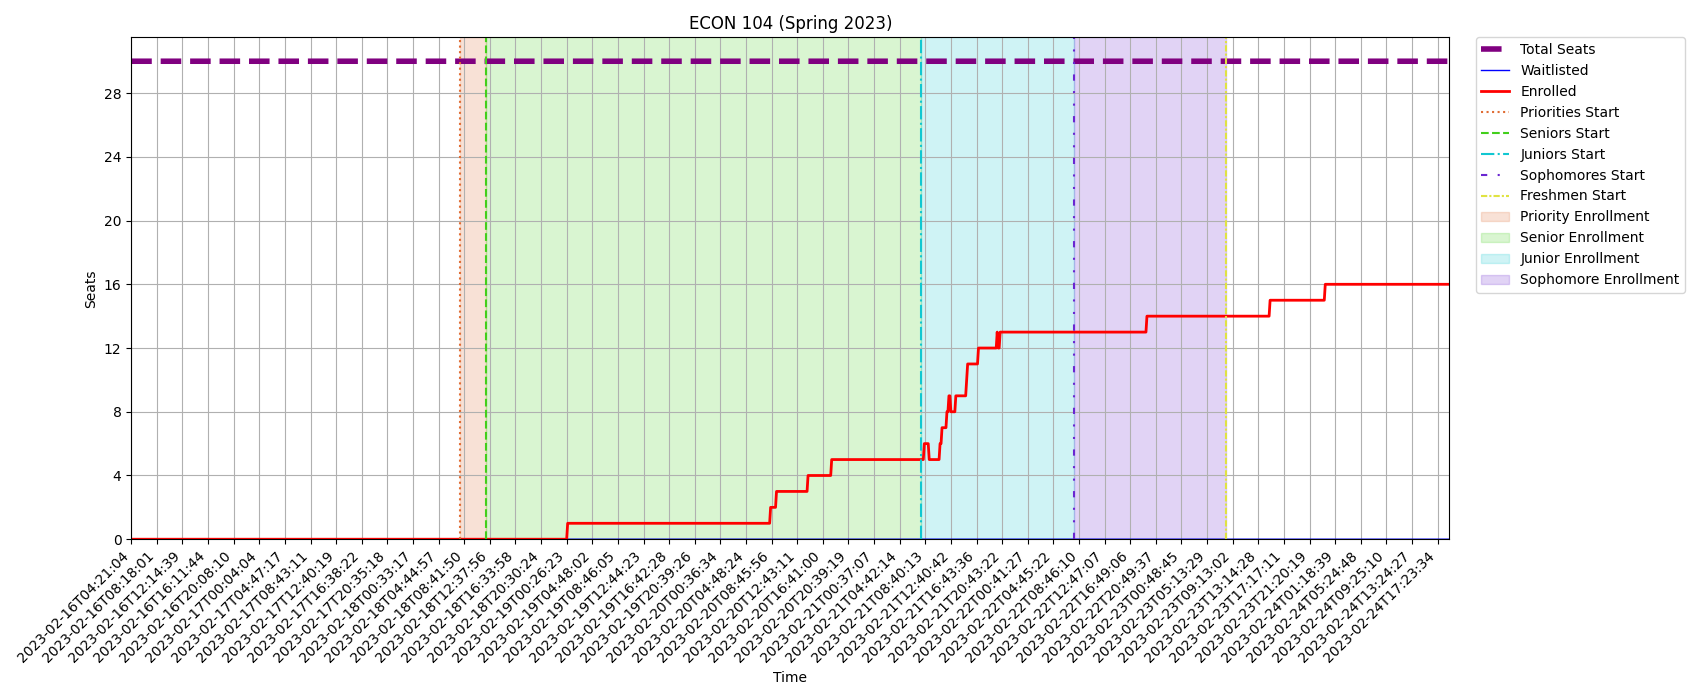 ECON 104 (Spring 2023)
Total Seats
Waitlisted
Enrolled
Priorities Start
Seniors Start
Juniors Start
Sophomores Start
Freshmen Start
Priority Enrollment
Senior Enrollment
Junior Enrollment
Sophomore Enrollment
Seats
28
24
20
16
12
8
4
0
2023-02-16T04:21:04
2023-02-16T08:18:01
2023-02-16T12:14:39
2023-02-16T16:11:44
2023-02-16T20:08:10
2023-02-17T00:04:04
2023-02-17T04:47:17
2023-02-17T08:43:11
2023-02-17T12:40:19
2023-02-17T16:38:22
2023-02-17T20:35:18
2023-02-18T00:33:17
2023-02-18T04:44:57
2023-02-18T08:41:50
2023-02-18T12:37:56
2023-02-18T16:33:58
2023-02-18T20:30:24
2023-02-19T00:26:23
2023-02-19T04:48:02
2023-02-19T08:46:05
2023-02-19T12:44:23
2023-02-19T16:42:28
2023-02-19T20:39:26
2023-02-20T00:36:34
2023-02-20T04:48:24
2023-02-20T08:45:56
2023-02-20T12:43:11
2023-02-20T16:41:00
2023-02-20T20:39:19
2023-02-21T00:37:07
2023-02-21T04:42:14
2023-02-21T08:40:13
2023-02-21T12:40:42
2023-02-21T16:43:36
2023-02-21T20:43:22
2023-02-22T00:41:27
2023-02-22T04:45:22
2023-02-22T08:46:10
2023-02-22T12:47:07
2023-02-22T16:49:06
2023-02-22T20:49:37
2023-02-23T00:48:45
2023-02-23T05:13:29
2023-02-23T09:13:02
2023-02-23T13:14:28
2023-02-23T17:17:11
2023-02-23T21:20:19
2023-02-24T01:18:39
2023-02-24T05:24:48
2023-02-24T09:25:10
2023-02-24T13:24:27
2023-02-24T17:23:34
Time